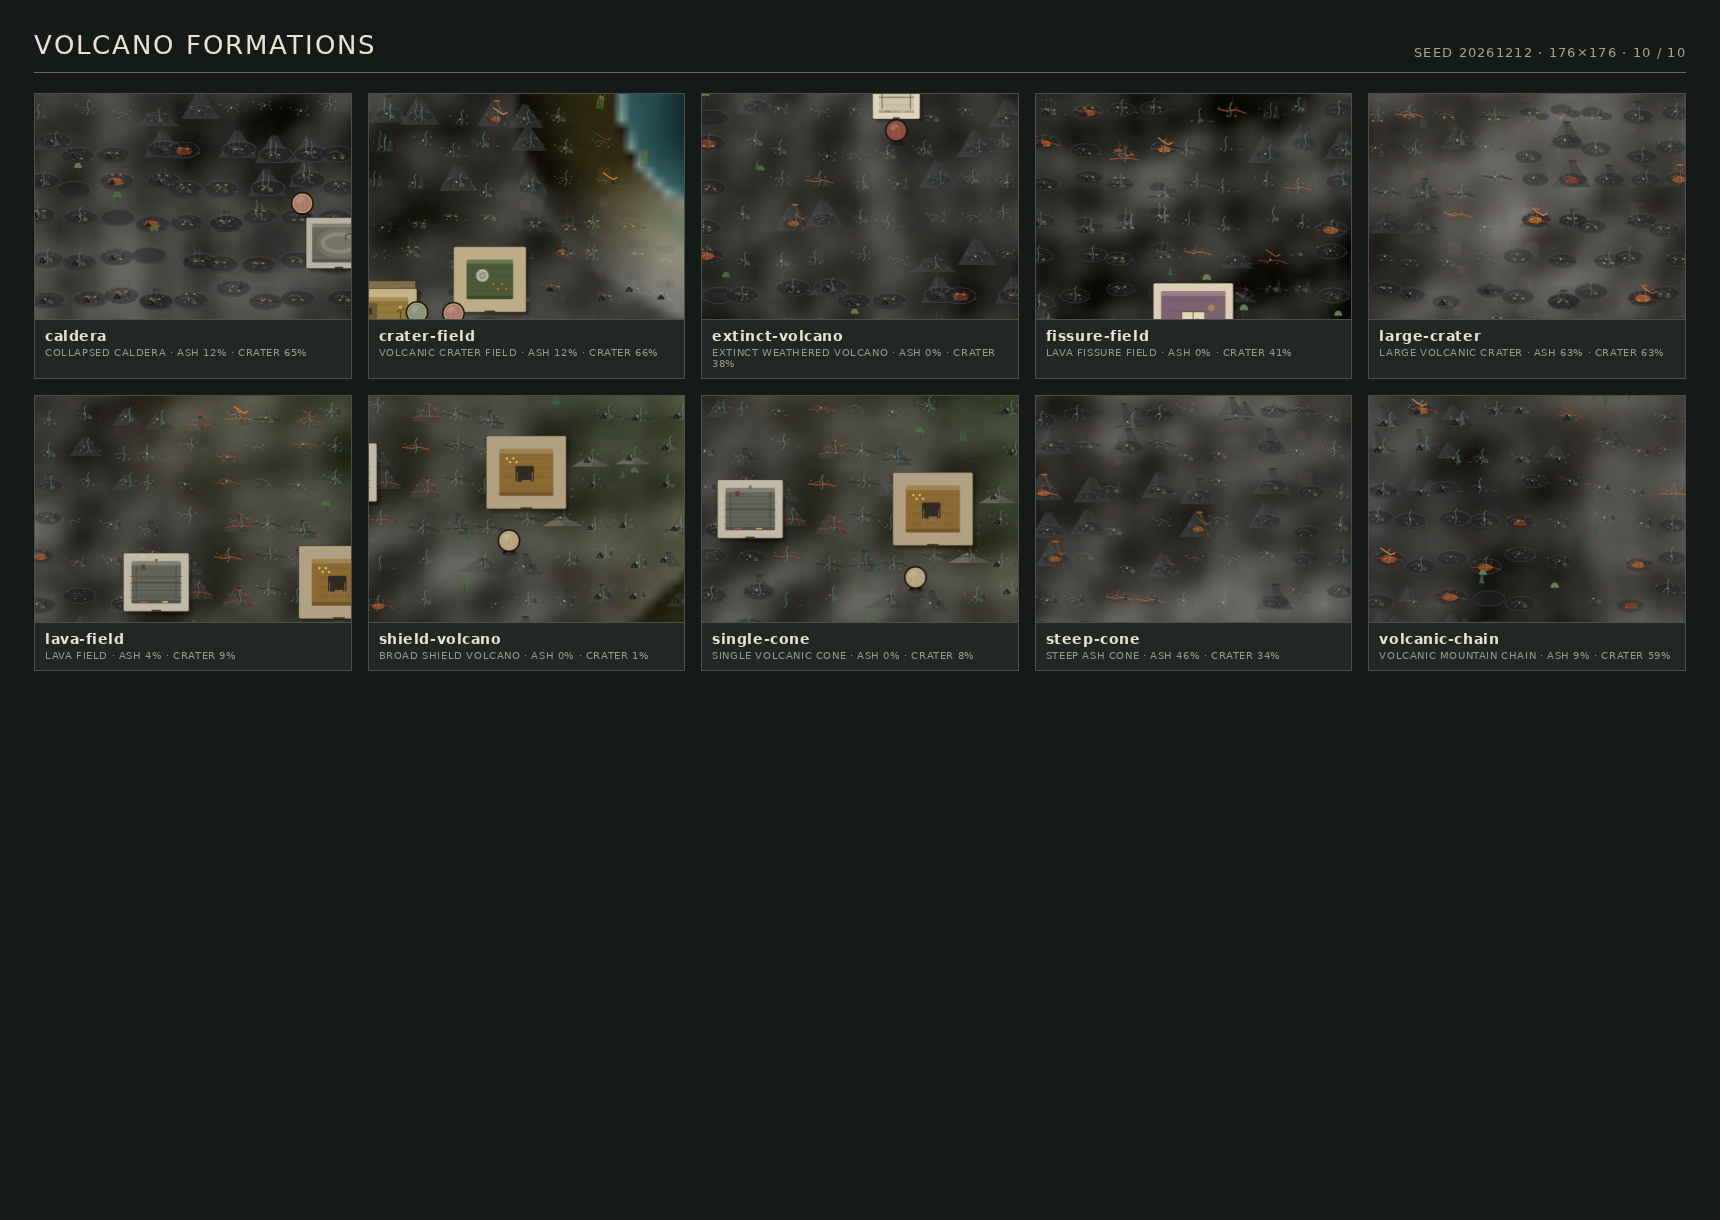 VOLCANO FORMATIONS
SEED 20261212 · 176×176 · 10 / 10
caldera
COLLAPSED CALDERA · ASH 12% · CRATER 65%
crater-field
VOLCANIC CRATER FIELD · ASH 12% · CRATER 66%
extinct-volcano
EXTINCT WEATHERED VOLCANO · ASH 0% · CRATER
38%
fissure-field
LAVA FISSURE FIELD · ASH 0% · CRATER 41%
large-crater
LARGE VOLCANIC CRATER · ASH 63% · CRATER 63%
lava-field
LAVA FIELD · ASH 4% · CRATER 9%
shield-volcano
BROAD SHIELD VOLCANO · ASH 0% · CRATER 1%
single-cone
SINGLE VOLCANIC CONE · ASH 0% · CRATER 8%
steep-cone
STEEP ASH CONE · ASH 46% · CRATER 34%
volcanic-chain
VOLCANIC MOUNTAIN CHAIN · ASH 9% · CRATER 59%